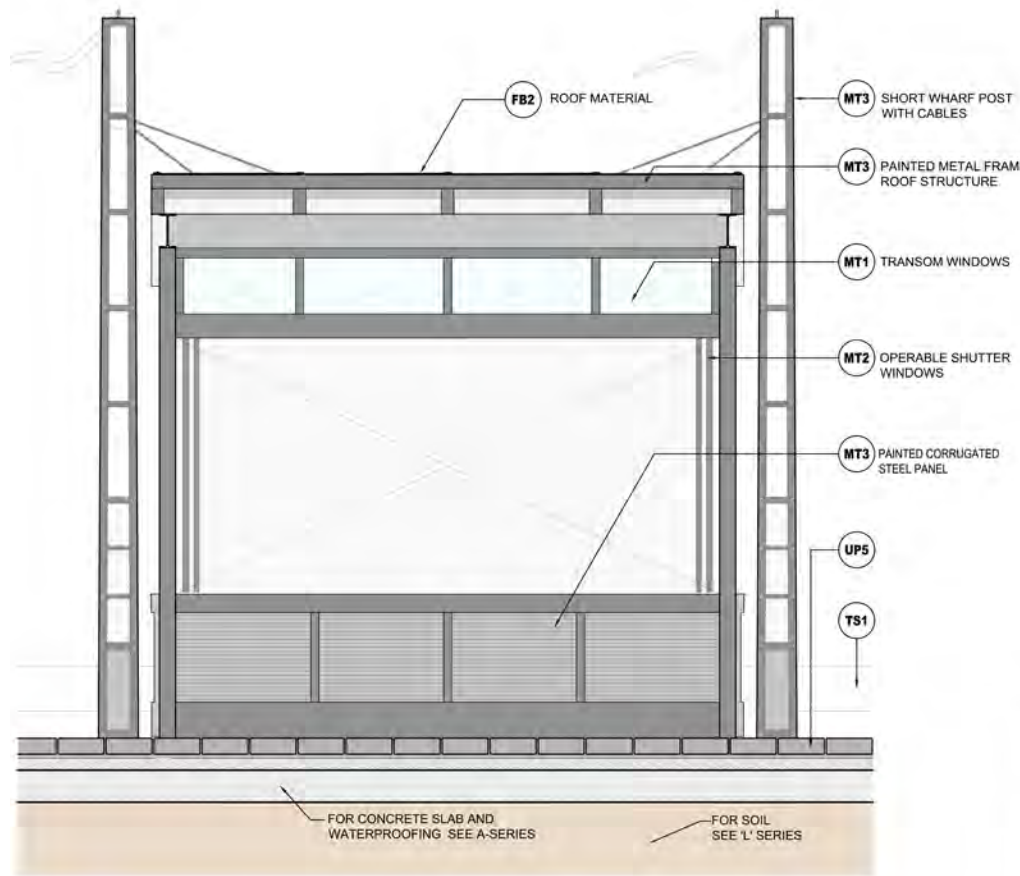 FB2 ROOF MATERIAL
MT3 SHORT WHARF POST
WITH CABLES
MT3 PAINTED METAL FRAM
ROOF STRUCTURE
MT1 TRANSOM WINDOWS
MT2 OPERABLE SHUTTER
WINDOWS
MT3 PAINTED CORRUGATED
STEEL PANEL
UP5
TS1
FOR CONCRETE SLAB AND
WATERPROOFING SEE A-SERIES
FOR SOIL
SEE 'L' SERIES